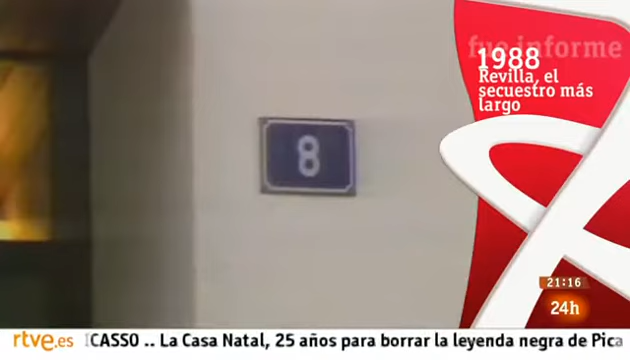 fue informe
1988
Revilla, el
secuestro más
largo
8
21:16
24h
rtve.es
ICASSO .. La Casa Natal, 25 años para borrar la leyenda negra de Pica